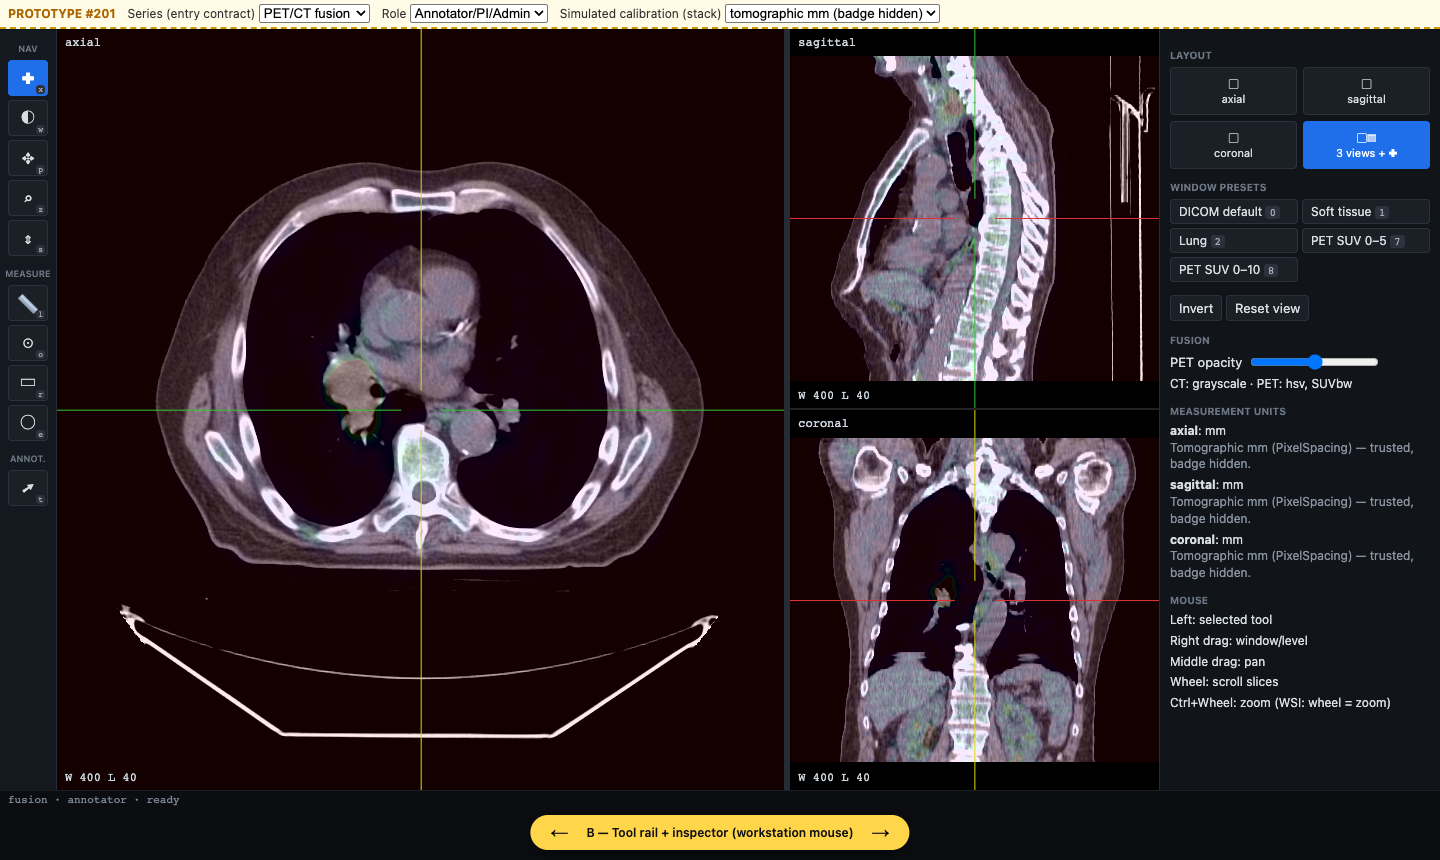 PROTOTYPE #201 Series (entry contract) PET/CT fusion Role Annotator/PI/Admin Simulated calibration (stack) tomographic mm (badge hidden)
NAV
x
w
p
z
s
MEASURE
l
o
r
e
ANNOT.
t
axial
W 400 L 40
sagittal
W 400 L 40
coronal
W 400 L 40
LAYOUT
axial
sagittal
coronal
3 views +
WINDOW PRESETS
DICOM default 0
Soft tissue 1
Lung 2
PET SUV 0–5 7
PET SUV 0–10 8
Invert
Reset view
FUSION
PET opacity
CT: grayscale · PET: hsv, SUVbw
MEASUREMENT UNITS
axial: mm
Tomographic mm (PixelSpacing) — trusted,
badge hidden.
sagittal: mm
Tomographic mm (PixelSpacing) — trusted,
badge hidden.
coronal: mm
Tomographic mm (PixelSpacing) — trusted,
badge hidden.
MOUSE
Left: selected tool
Right drag: window/level
Middle drag: pan
Wheel: scroll slices
Ctrl+Wheel: zoom (WSI: wheel = zoom)
fusion · annotator · ready
← B — Tool rail + inspector (workstation mouse) →